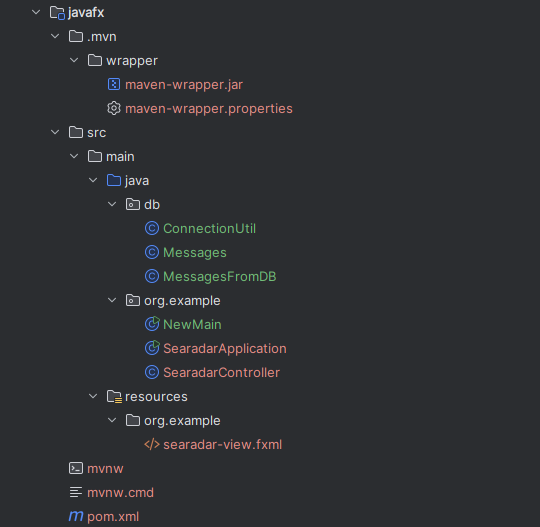 javafx
.mvn
wrapper
maven-wrapper.jar
maven-wrapper.properties
src
main
java
db
ConnectionUtil
Messages
MessagesFromDB
org.example
NewMain
SearadarApplication
SearadarController
resources
org.example
searadar-view.fxml
mvnw
mvnw.cmd
pom.xml